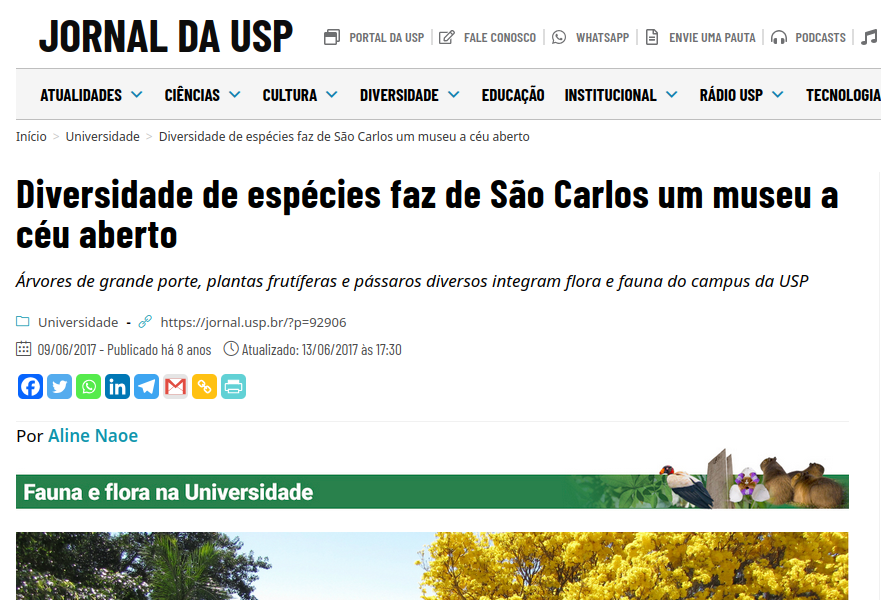 JORNAL DA USP
PORTAL DA USP
FALE CONOSCO
WHATSAPP
ENVIE UMA PAUTA
PODCASTS
ATUALIDADES CIÊNCIAS CULTURA DIVERSIDADE EDUCAÇÃO INSTITUCIONAL RÁDIO USP TECNOLOGIA
Início > Universidade > Diversidade de espécies faz de São Carlos um museu a céu aberto
Diversidade de espécies faz de São Carlos um museu a
céu aberto
Árvores de grande porte, plantas frutíferas e pássaros diversos integram flora e fauna do campus da USP
Universidade - https://jornal.usp.br/?p=92906
09/06/2017 - Publicado há 8 anos Atualizado: 13/06/2017 às 17:30
Por Aline Naoe
Fauna e flora na Universidade